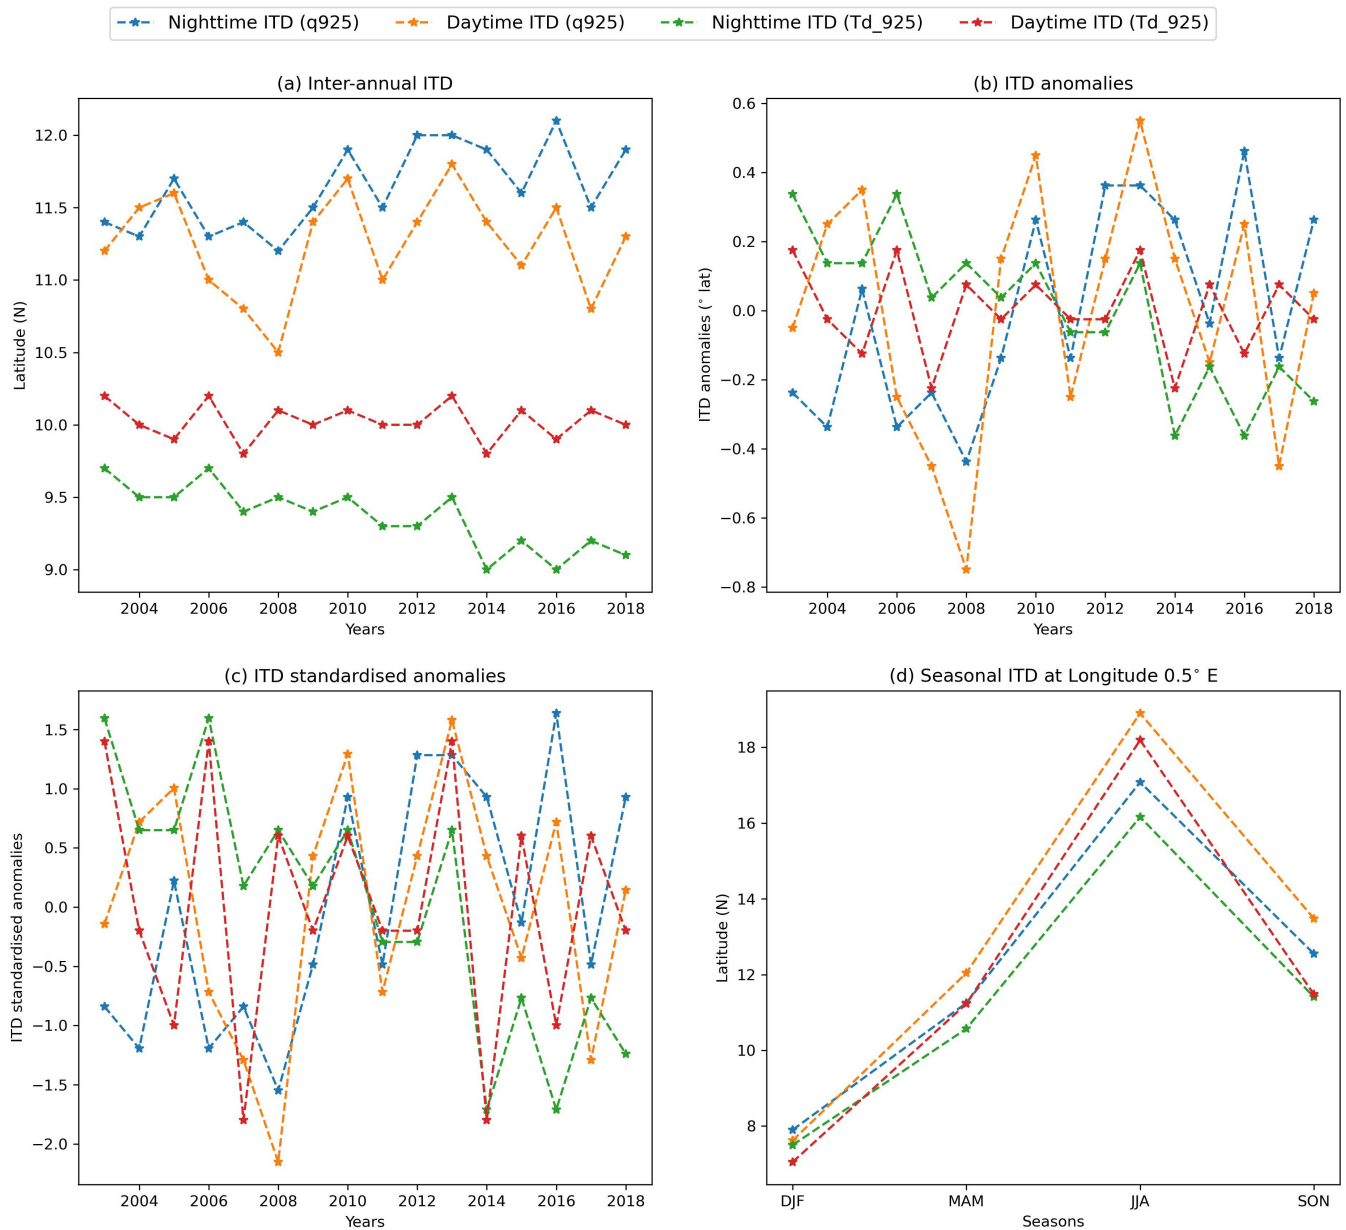 Nighttime ITD (q925) Daytime ITD (q925) Nighttime ITD (Td_925) Daytime ITD (Td_925)
(a) Inter-annual ITD
12.0
11.5
11.0
10.5
10.0
9.5
9.0
Latitude (N)
2004 2006 2008 2010 2012 2014 2016 2018
Years
(b) ITD anomalies
0.6
0.4
0.2
0.0
−0.2
−0.4
−0.6
−0.8
ITD anomalies (° lat)
2004 2006 2008 2010 2012 2014 2016 2018
Years
(c) ITD standardised anomalies
1.5
1.0
0.5
0.0
−0.5
−1.0
−1.5
−2.0
ITD standardised anomalies
2004 2006 2008 2010 2012 2014 2016 2018
Years
(d) Seasonal ITD at Longitude 0.5° E
18
16
14
12
10
8
Latitude (N)
DJF MAM JJA SON
Seasons